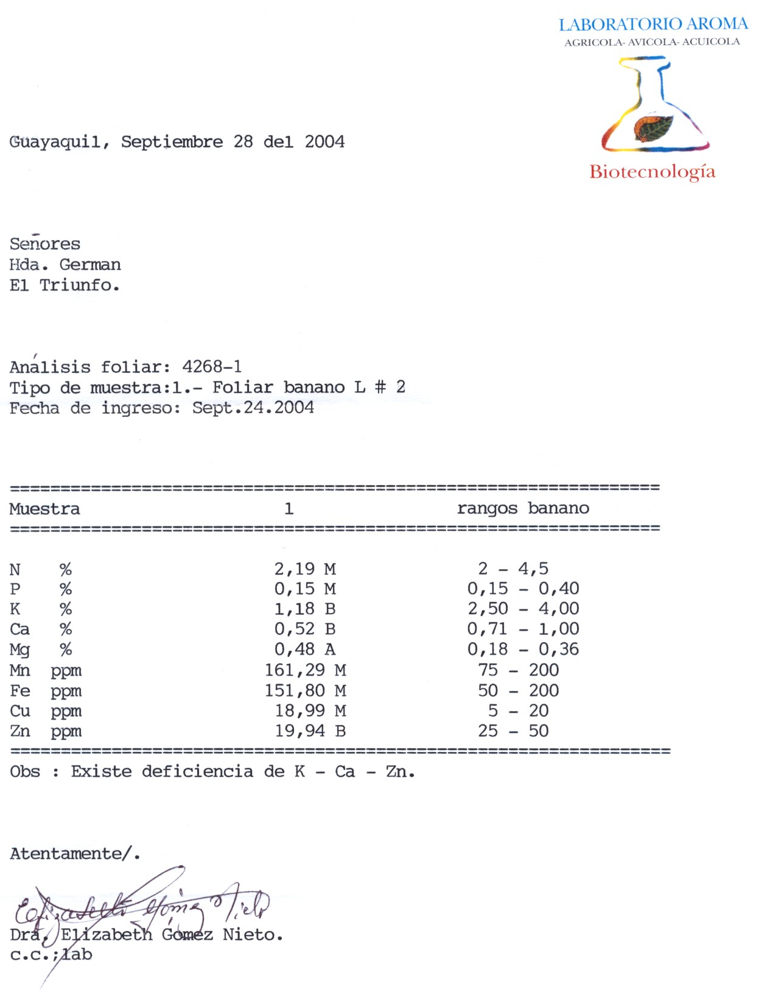 LABORATORIO AROMA
AGRICOLA- AVICOLA- ACUICOLA
Biotecnología
Guayaquil, Septiembre 28 del 2004
Señores
Hda. German
El Triunfo.
Análisis foliar: 4268-1
Tipo de muestra:1.- Foliar banano L # 2
Fecha de ingreso: Sept.24.2004
Muestra 1 rangos banano
N % 2,19 M 2 - 4,5
P % 0,15 M 0,15 - 0,40
K % 1,18 B 2,50 - 4,00
Ca % 0,52 B 0,71 - 1,00
Mg % 0,48 A 0,18 - 0,36
Mn ppm 161,29 M 75 - 200
Fe ppm 151,80 M 50 - 200
Cu ppm 18,99 M 5 - 20
Zn ppm 19,94 B 25 - 50
Obs : Existe deficiencia de K - Ca - Zn.
Atentamente/.
Elizabeth Gómez Nieto
Dra. Elizabeth Gómez Nieto.
c.c.;lab